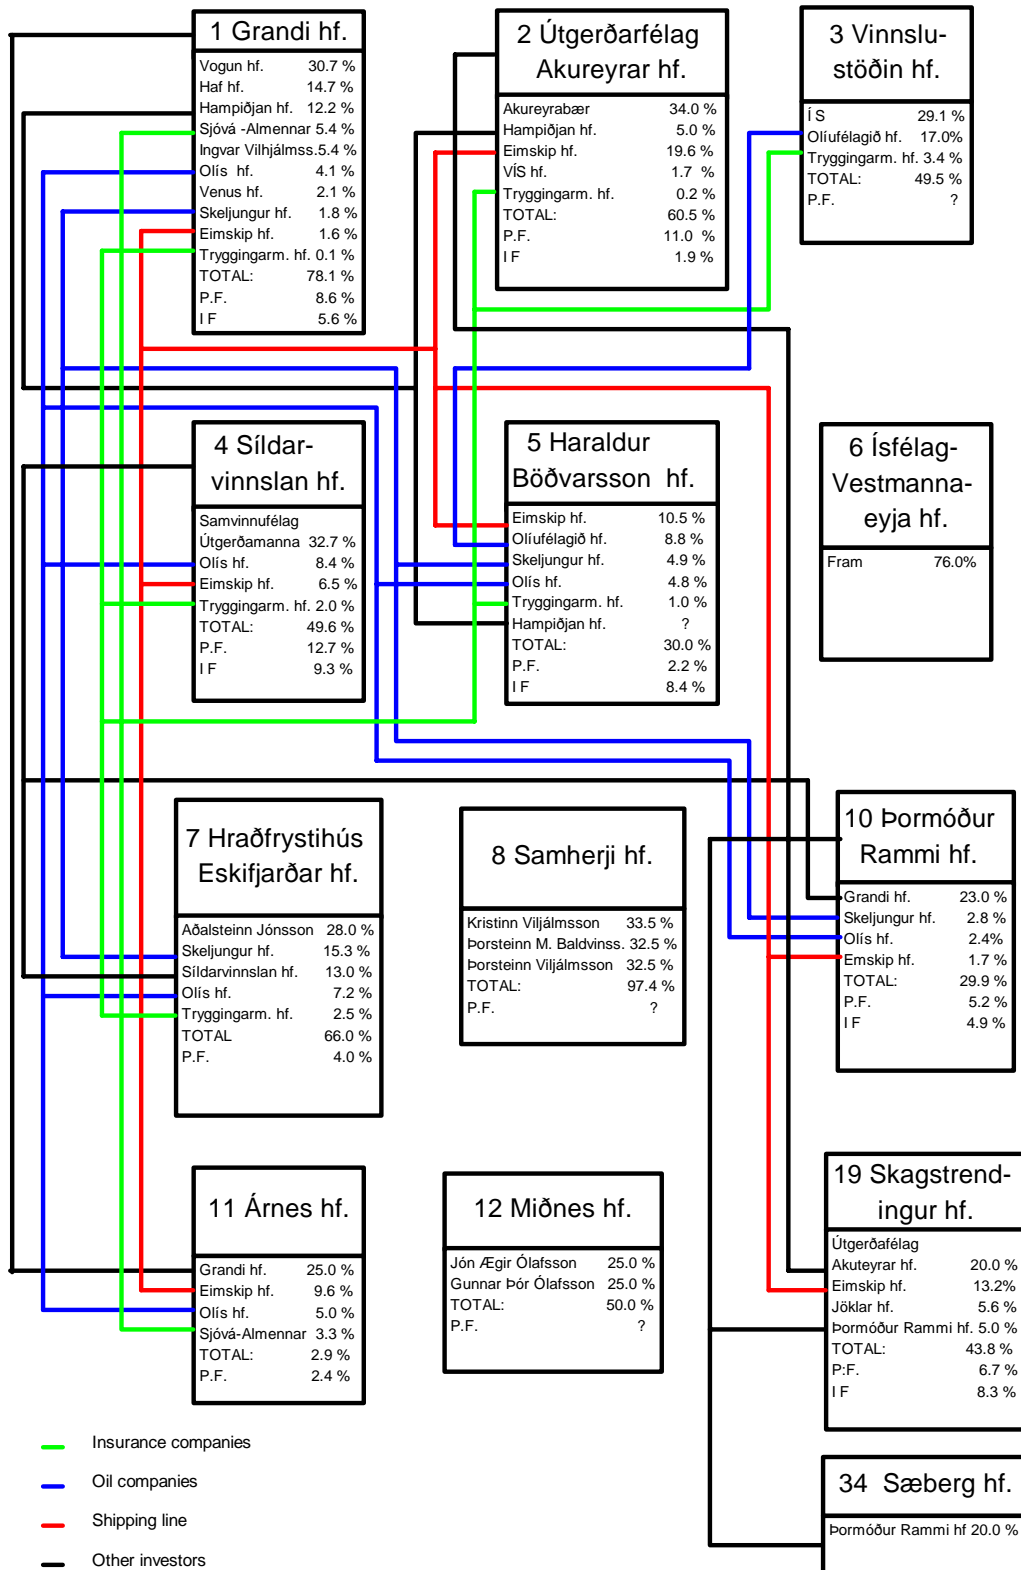 1 Grandi hf.
Vogun hf. 30.7 %
Haf hf. 14.7 %
Hampiðjan hf. 12.2 %
Sjóvá -Almennar 5.4 %
Ingvar Vilhjálmss. 5.4 %
Olís hf. 4.1 %
Venus hf. 2.1 %
Skeljungur hf. 1.8 %
Eimskip hf. 1.6 %
Tryggingarm. hf. 0.1 %
TOTAL: 78.1 %
P.F. 8.6 %
I F 5.6 %
2 Útgerðarfélag
Akureyrar hf.
Akureyrabær 34.0 %
Hampiðjan hf. 5.0 %
Eimskip hf. 19.6 %
VÍS hf. 1.7 %
Tryggingarm. hf. 0.2 %
TOTAL: 60.5 %
P.F. 11.0 %
I F 1.9 %
3 Vinnslu-
stöðin hf.
Í S 29.1 %
Olíufélagið hf. 17.0%
Tryggingarm. hf. 3.4 %
TOTAL: 49.5 %
P.F. ?
4 Síldar-
vinnslan hf.
Samvinnufélag
Útgerðamanna 32.7 %
Olís hf. 8.4 %
Eimskip hf. 6.5 %
Tryggingarm. hf. 2.0 %
TOTAL: 49.6 %
P.F. 12.7 %
I F 9.3 %
5 Haraldur
Böðvarsson hf.
Eimskip hf. 10.5 %
Olíufélagið hf. 8.8 %
Skeljungur hf. 4.9 %
Olís hf. 4.8 %
Tryggingarm. hf. 1.0 %
Hampiðjan hf. ?
TOTAL: 30.0 %
P.F. 2.2 %
I F 8.4 %
6 Ísfélag-
Vestmanna-
eyja hf.
Fram 76.0%
7 Hraðfrystihús
Eskifjarðar hf.
Aðalsteinn Jónsson 28.0 %
Skeljungur hf. 15.3 %
Síldarvinnslan hf. 13.0 %
Olís hf. 7.2 %
Tryggingarm. hf. 2.5 %
TOTAL 66.0 %
P.F. 4.0 %
8 Samherji hf.
Kristinn Viljálmsson 33.5 %
Þorsteinn M. Baldvinss. 32.5 %
Þorsteinn Viljálmsson 32.5 %
TOTAL: 97.4 %
P.F. ?
10 Þormóður
Rammi hf.
Grandi hf. 23.0 %
Skeljungur hf. 2.8 %
Olís hf. 2.4%
Emskip hf. 1.7 %
TOTAL: 29.9 %
P.F. 5.2 %
I F 4.9 %
11 Árnes hf.
Grandi hf. 25.0 %
Eimskip hf. 9.6 %
Olís hf. 5.0 %
Sjóvá-Almennar 3.3 %
TOTAL: 2.9 %
P.F. 2.4 %
12 Miðnes hf.
Jón Ægir Ólafsson 25.0 %
Gunnar Þór Ólafsson 25.0 %
TOTAL: 50.0 %
P.F. ?
19 Skagstrend-
ingur hf.
Útgerðafélag
Akuteyrar hf. 20.0 %
Eimskip hf. 13.2%
Jöklar hf. 5.6 %
Þormóður Rammi hf. 5.0 %
TOTAL: 43.8 %
P:F. 6.7 %
I F 8.3 %
34 Sæberg hf.
Þormóður Rammi hf 20.0 %
Insurance companies
Oil companies
Shipping line
Other investors